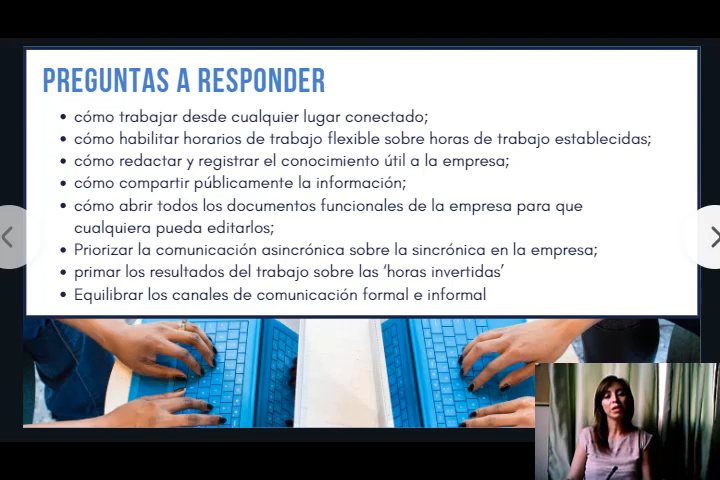 PREGUNTAS A RESPONDER
• cómo trabajar desde cualquier lugar conectado;
• cómo habilitar horarios de trabajo flexible sobre horas de trabajo establecidas;
• cómo redactar y registrar el conocimiento útil a la empresa;
• cómo compartir públicamente la información;
• cómo abrir todos los documentos funcionales de la empresa para que
cualquiera pueda editarlos;
• Priorizar la comunicación asincrónica sobre la sincrónica en la empresa;
• primar los resultados del trabajo sobre las ‘horas invertidas’
• Equilibrar los canales de comunicación formal e informal